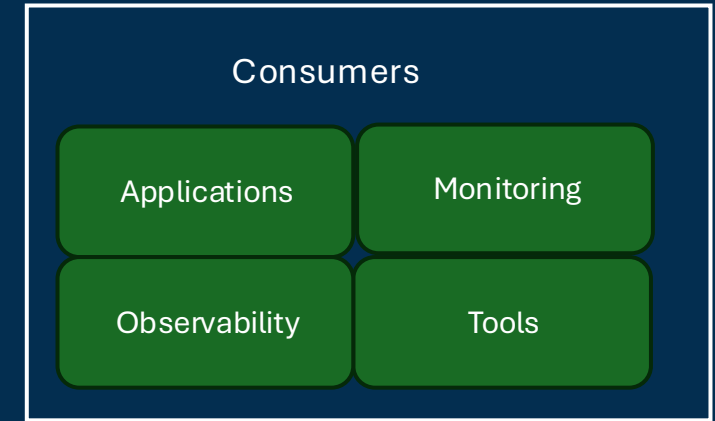 Consumers
Applications
Monitoring
Observability
Tools